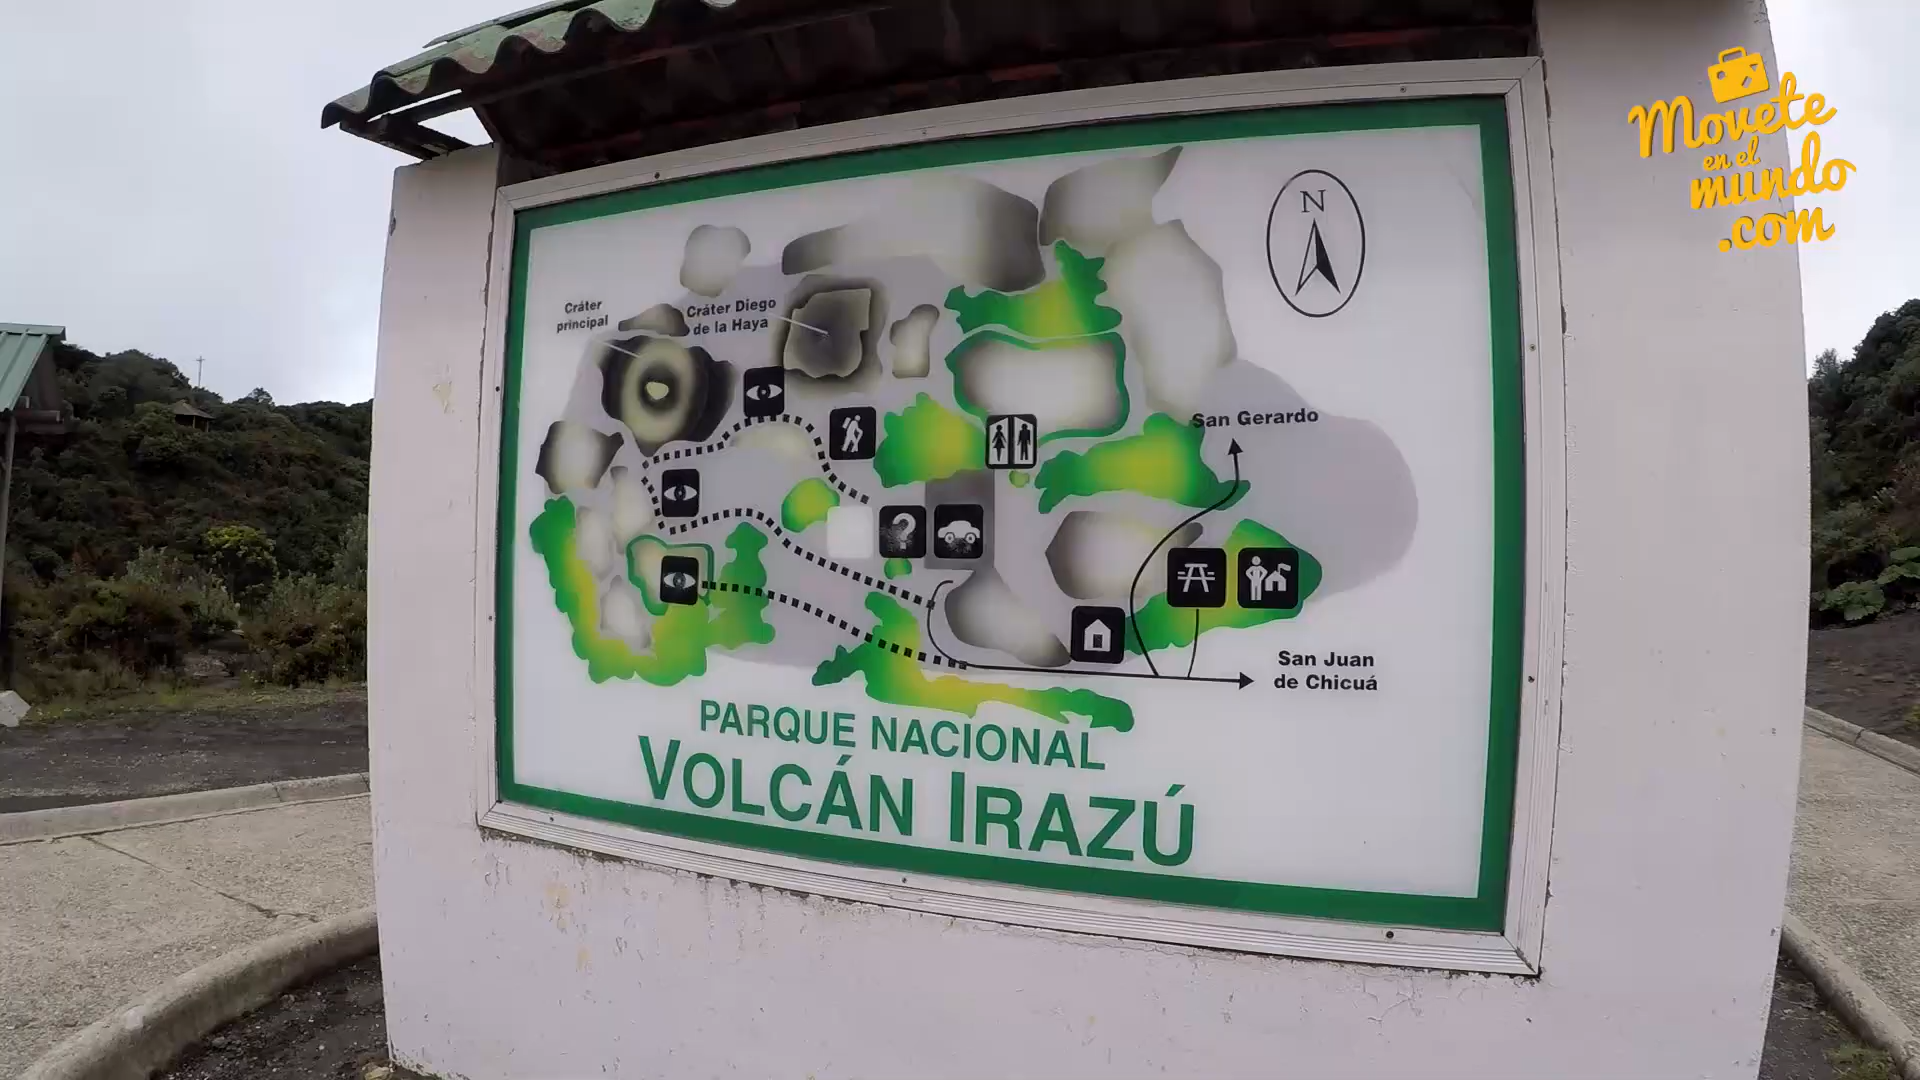 Movete
en el
mundo
.com
N
Cráter
principal
Cráter Diego
de la Haya
San Gerardo
?
San Juan
de Chicuá
PARQUE NACIONAL
VOLCÁN IRAZÚ